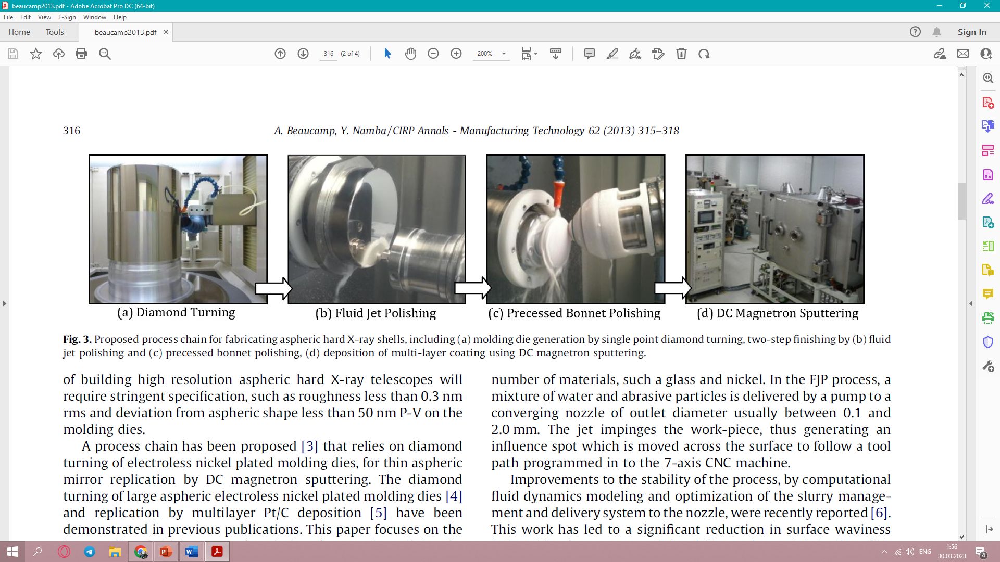 beaucamp2013.pdf - Adobe Acrobat Pro DC (64-bit)
File Edit View E-Sign Window Help
Home Tools beaucamp2013.pdf ×
Sign In
316 (2 of 4) 200%
316
A. Beaucamp, Y. Namba/CIRP Annals - Manufacturing Technology 62 (2013) 315–318
(a) Diamond Turning
(b) Fluid Jet Polishing
(c) Precessed Bonnet Polishing
(d) DC Magnetron Sputtering
Fig. 3. Proposed process chain for fabricating aspheric hard X-ray shells, including (a) molding die generation by single point diamond turning, two-step finishing by (b) fluid
jet polishing and (c) precessed bonnet polishing, (d) deposition of multi-layer coating using DC magnetron sputtering.
of building high resolution aspheric hard X-ray telescopes will
require stringent specification, such as roughness less than 0.3 nm
rms and deviation from aspheric shape less than 50 nm P-V on the
molding dies.
A process chain has been proposed [3] that relies on diamond
turning of electroless nickel plated molding dies, for thin aspheric
mirror replication by DC magnetron sputtering. The diamond
turning of large aspheric electroless nickel plated molding dies [4]
and replication by multilayer Pt/C deposition [5] have been
demonstrated in previous publications. This paper focuses on the
number of materials, such a glass and nickel. In the FJP process, a
mixture of water and abrasive particles is delivered by a pump to a
converging nozzle of outlet diameter usually between 0.1 and
2.0 mm. The jet impinges the work-piece, thus generating an
influence spot which is moved across the surface to follow a tool
path programmed in to the 7-axis CNC machine.
Improvements to the stability of the process, by computational
fluid dynamics modeling and optimization of the slurry manage-
ment and delivery system to the nozzle, were recently reported [6].
This work has led to a significant reduction in surface waviness
ENG
1:56
30.03.2023
4